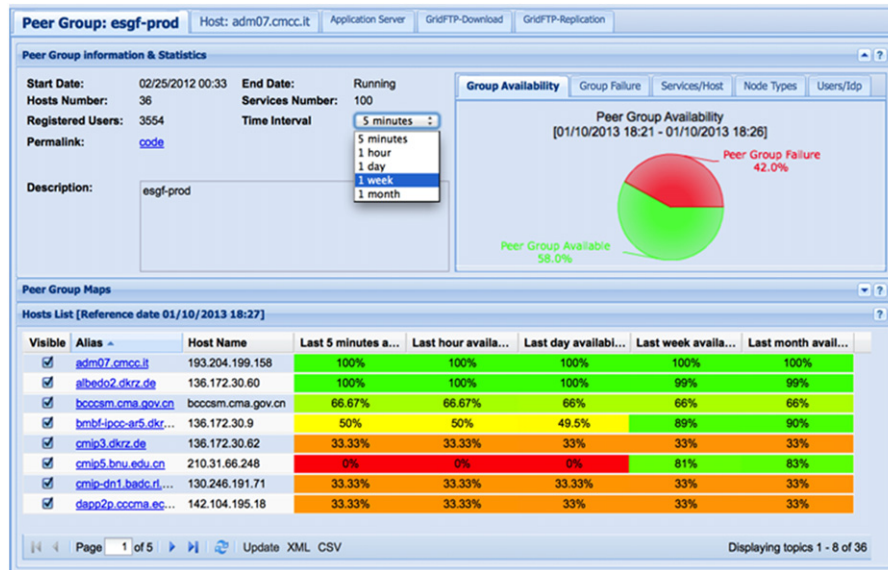 Peer Group: esgf-prod Host: adm07.cmcc.it Application Server GridFTP-Download GridFTP-Replication
Peer Group information & Statistics
Start Date: 02/25/2012 00:33 End Date: Running
Hosts Number: 36 Services Number: 100
Registered Users: 3554 Time Interval 5 minutes
Permalink: code
5 minutes
1 hour
1 day
1 week
1 month
Description: esgf-prod
Group Availability Group Failure Services/Host Node Types Users/Idp
Peer Group Availability
[01/10/2013 18:21 - 01/10/2013 18:26]
Peer Group Failure
42.0%
Peer Group Available
58.0%
Peer Group Maps
Hosts List [Reference date 01/10/2013 18:27]
Visible Alias Host Name Last 5 minutes a... Last hour availa... Last day availabi... Last week availa... Last month avail...
adm07.cmcc.it 193.204.199.158 100% 100% 100% 100% 100%
albedo2.dkrz.de 136.172.30.60 100% 100% 100% 99% 99%
bcccsm.cma.gov.cn bcccsm.cma.gov.cn 66.67% 66.67% 66% 66% 66%
bmbf-ipcc-ar5.dkr... 136.172.30.9 50% 50% 49.5% 89% 90%
cmip3.dkrz.de 136.172.30.62 33.33% 33.33% 33% 33% 33%
cmip5.bnu.edu.cn 210.31.66.248 0% 0% 0% 81% 83%
cmip-dn1.badc.rl.... 130.246.191.71 33.33% 33.33% 33.33% 33% 33%
dapp2p.cccma.ec... 142.104.195.18 33.33% 33.33% 33% 33% 33%
Page 1 of 5 Update XML CSV Displaying topics 1 - 8 of 36